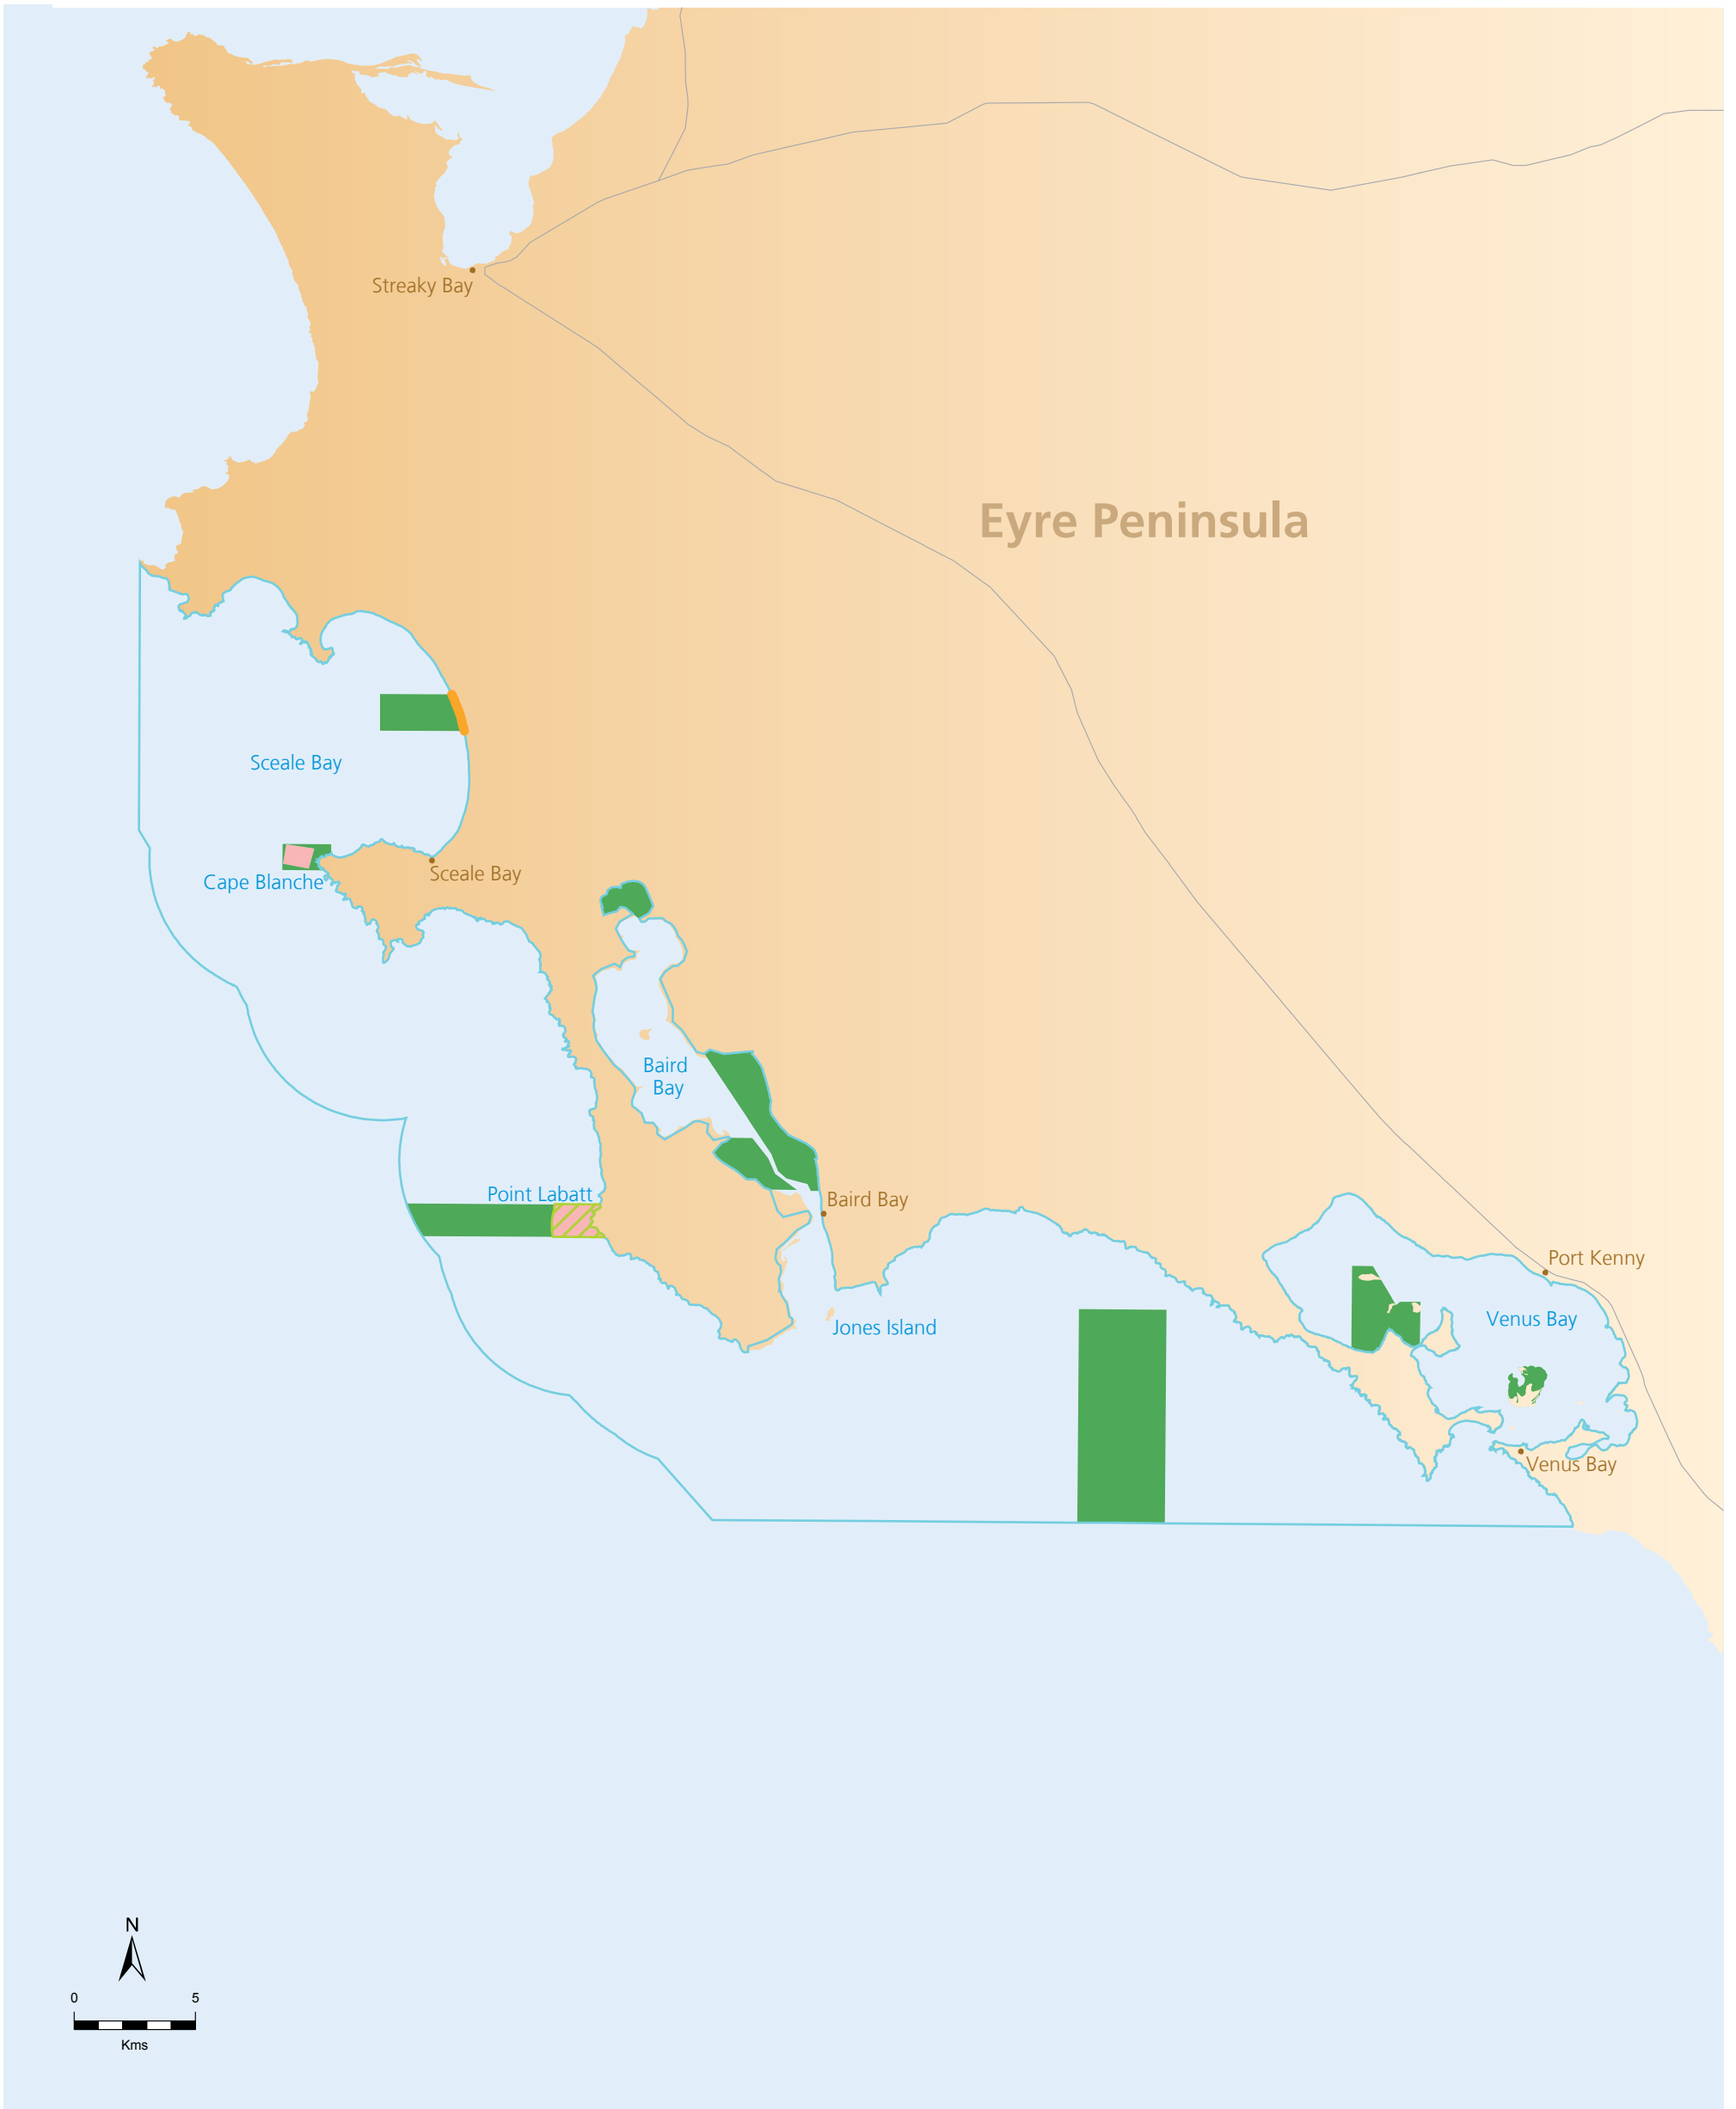 Streaky Bay
Eyre Peninsula
Sceale Bay
Sceale Bay
Cape Blanche
Baird
Bay
Point Labatt
Baird Bay
Port Kenny
Venus Bay
Jones Island
Venus Bay
N
0 5
Kms